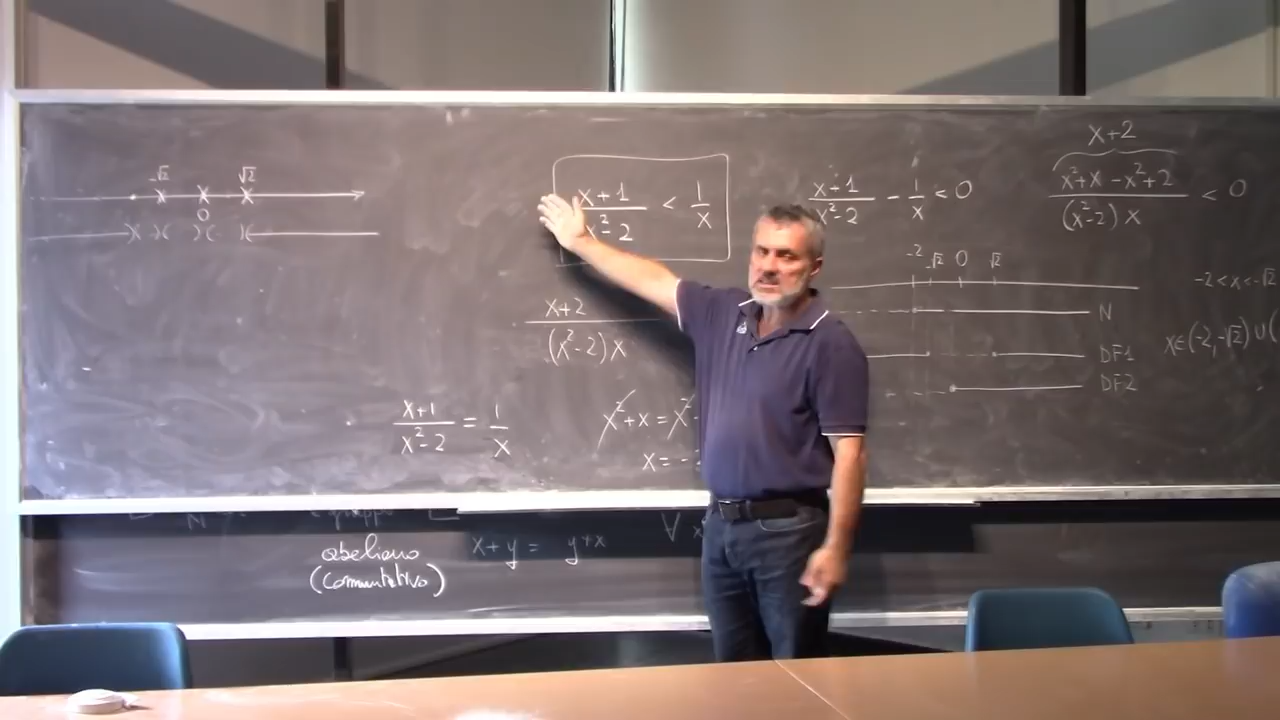 -√2 √2
0
x+1/x²-2 < 1/x
x+1/x²-2 - 1/x < 0
x+2
x²+x-x²+2/(x²-2)x < 0
-2 -√2 0 √2
N
DF1
DF2
-2<x<-√2
x∈(-2,-√2)∪(
x+2/(x²-2)x
x+1/x²-2 = 1/x
x²+x=x²-
x=-
N
abeliano
(commutativo)
x+y = y+x
∀ x